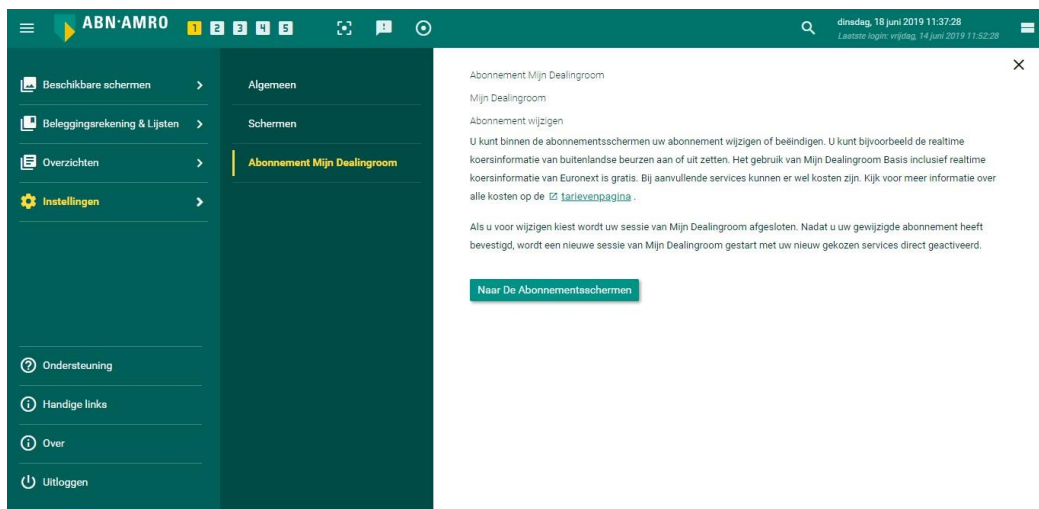 ABN·AMRO
1 2 3 4 5
dinsdag, 18 juni 2019 11:37:28
Laatste login: vrijdag, 14 juni 2019 11:52:28
Beschikbare schermen
Beleggingsrekening & Lijsten
Overzichten
Instellingen
Ondersteuning
Handige links
Over
Uitloggen
Algemeen
Schermen
Abonnement Mijn Dealingroom
Abonnement Mijn Dealingroom
Mijn Dealingroom
Abonnement wijzigen
U kunt binnen de abonnementsschermen uw abonnement wijzigen of beëindigen. U kunt bijvoorbeeld de realtime
koersinformatie van buitenlandse beurzen aan of uit zetten. Het gebruik van Mijn Dealingroom Basis inclusief realtime
koersinformatie van Euronext is gratis. Bij aanvullende services kunnen er wel kosten zijn. Kijk voor meer informatie over
alle kosten op de tarievenpagina .
Als u voor wijzigen kiest wordt uw sessie van Mijn Dealingroom afgesloten. Nadat u uw gewijzigde abonnement heeft
bevestigd, wordt een nieuwe sessie van Mijn Dealingroom gestart met uw nieuw gekozen services direct geactiveerd.
Naar De Abonnementsschermen